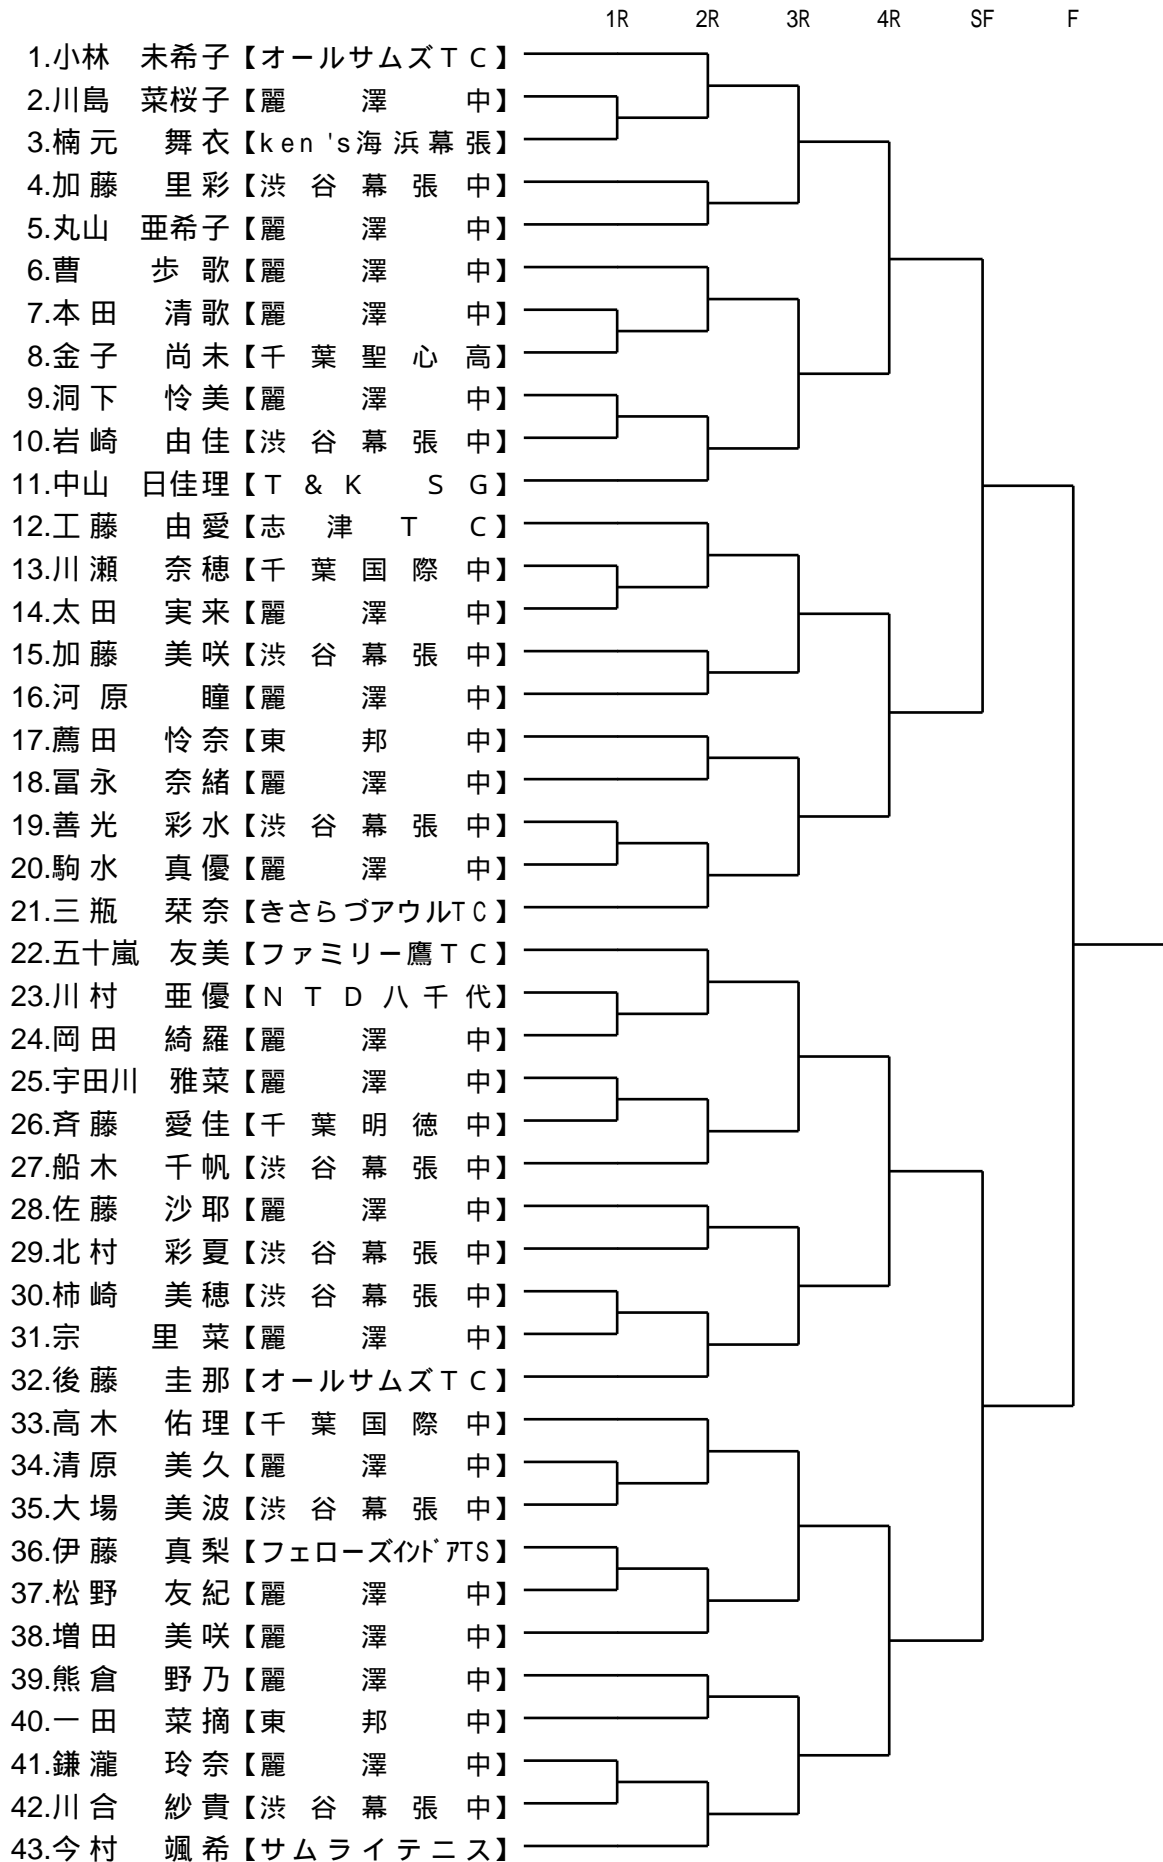 1R 2R 3R 4R SF F
1.小林 未希子【オールサムズTC】
2.川島 菜桜子【麗澤中】
3.楠元 舞衣【ken's海浜幕張】
4.加藤 里彩【渋谷幕張中】
5.丸山 亜希子【麗澤中】
6.曹 歩歌【麗澤中】
7.本田 清歌【麗澤中】
8.金子 尚未【千葉聖心高】
9.洞下 怜美【麗澤中】
10.岩崎 由佳【渋谷幕張中】
11.中山 日佳理【T&K SG】
12.工藤 由愛【志津TC】
13.川瀬 奈穂【千葉国際中】
14.太田 実来【麗澤中】
15.加藤 美咲【渋谷幕張中】
16.河原 瞳【麗澤中】
17.薦田 怜奈【東邦中】
18.冨永 奈緒【麗澤中】
19.善光 彩水【渋谷幕張中】
20.駒水 真優【麗澤中】
21.三瓶 栞奈【きさらづアウルTC】
22.五十嵐 友美【ファミリー鷹TC】
23.川村 亜優【NTD八千代】
24.岡田 綺羅【麗澤中】
25.宇田川 雅菜【麗澤中】
26.斉藤 愛佳【千葉明徳中】
27.船木 千帆【渋谷幕張中】
28.佐藤 沙耶【麗澤中】
29.北村 彩夏【渋谷幕張中】
30.柿崎 美穂【渋谷幕張中】
31.宗 里菜【麗澤中】
32.後藤 圭那【オールサムズTC】
33.高木 佑理【千葉国際中】
34.清原 美久【麗澤中】
35.大場 美波【渋谷幕張中】
36.伊藤 真梨【フェローズインドアTS】
37.松野 友紀【麗澤中】
38.増田 美咲【麗澤中】
39.熊倉 野乃【麗澤中】
40.一田 菜摘【東邦中】
41.鎌瀧 玲奈【麗澤中】
42.川合 紗貴【渋谷幕張中】
43.今村 颯希【サムライテニス】